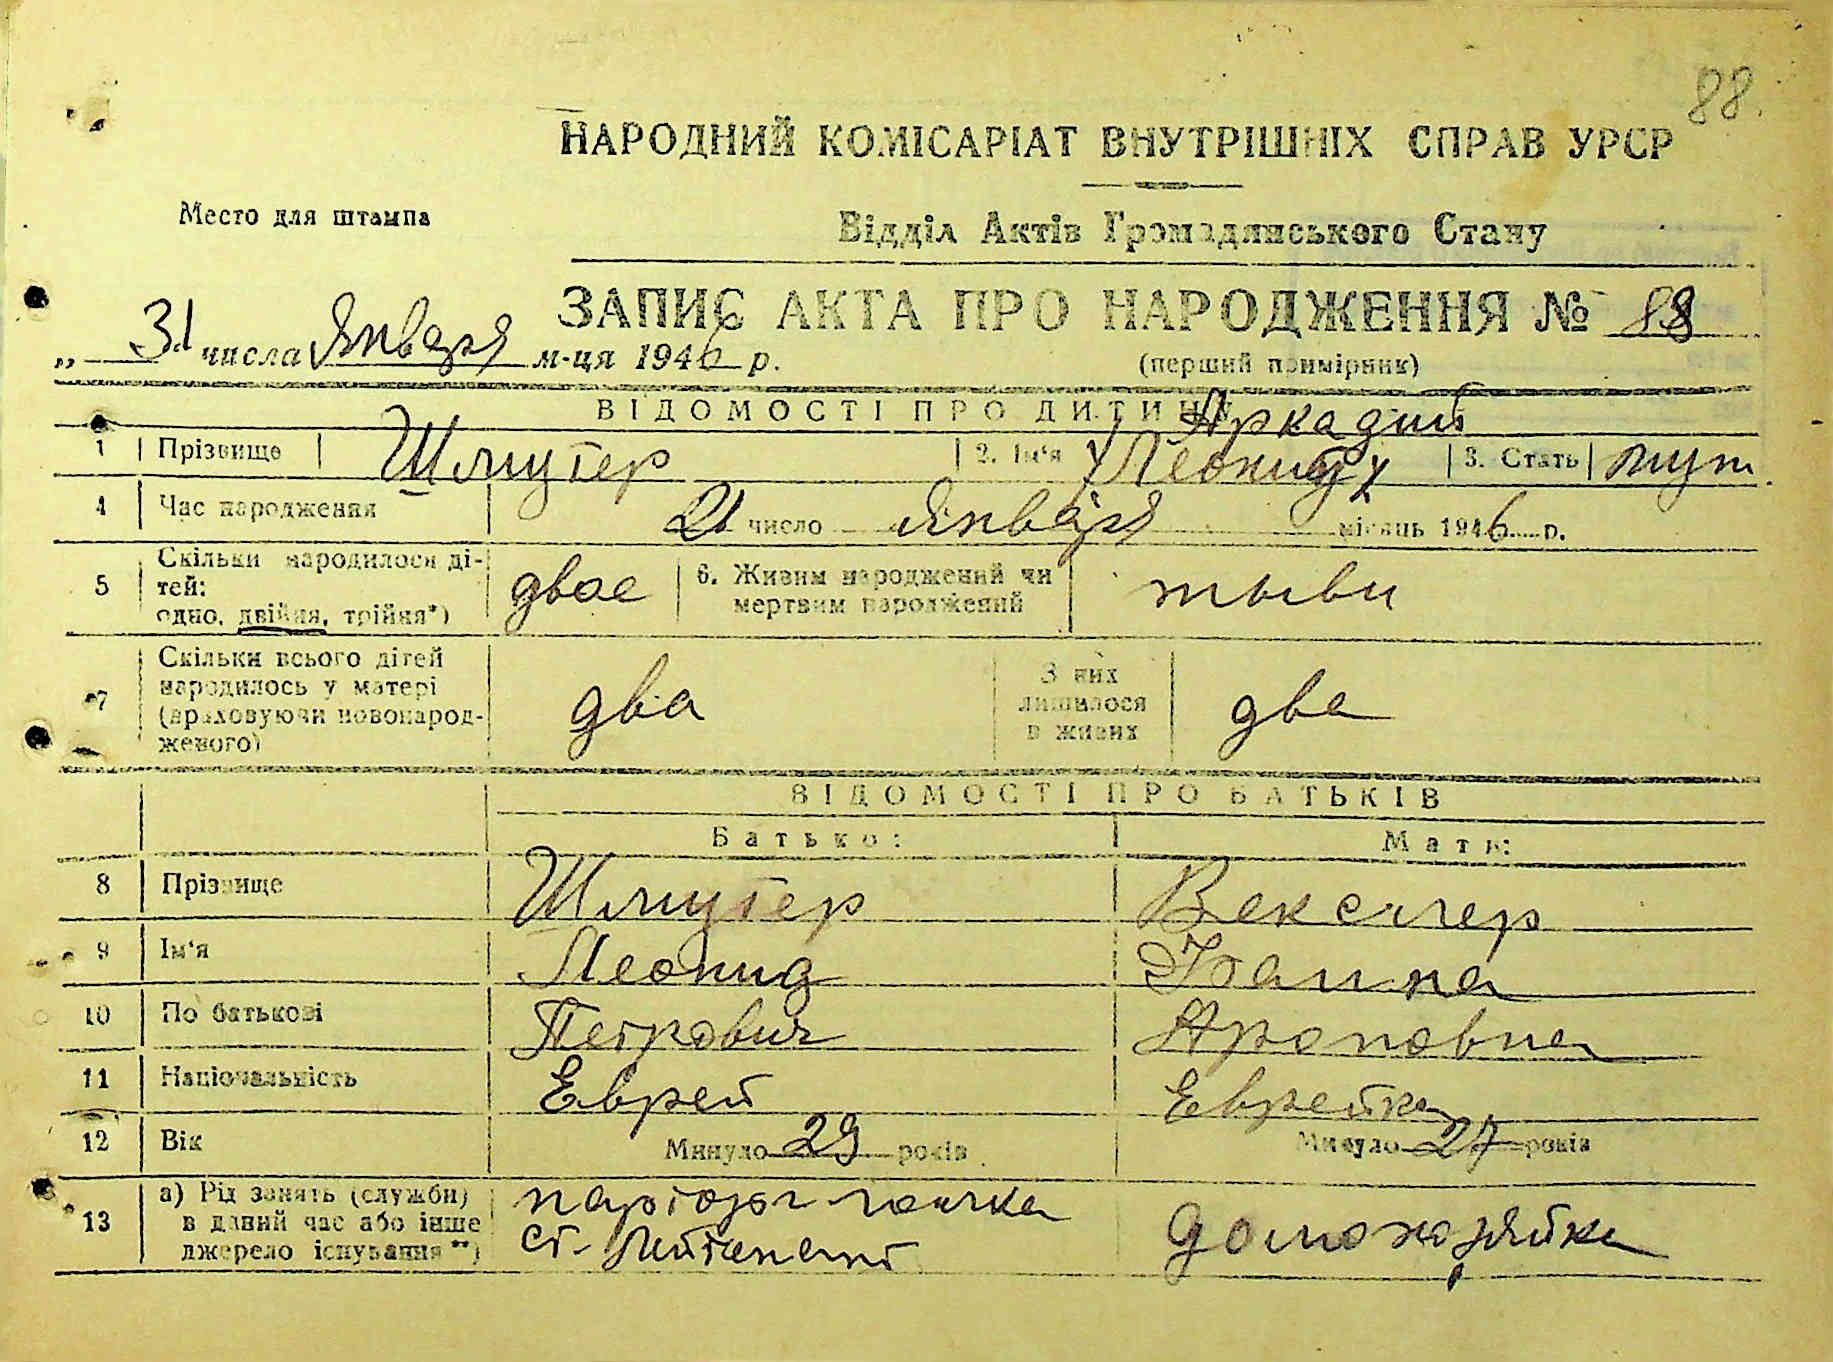 88.
НАРОДНИЙ КОМІСАРІАТ ВНУТРІШНІХ СПРАВ УРСР
Место для штампа
Відділ Актів Громадянського Стану
ЗАПИС АКТА ПРО НАРОДЖЕННЯ № 88
„ 31 числа Января м-ця 1946 р.
(перший примірник)
ВІДОМОСТІ ПРО ДИТИНУ
Аркадий
1 Прізвище Шмутер 2. Ім'я Леонид 3. Стать муж.
4 Час народження 21 число Января місяць 1946 р.
5 Скільки народилося ді-
тей:
одно, двійня, трійня*) двое
6. Живим народжений чи
мертвим народжений живы
7 Скільки всього дітей
народилось у матері
(враховуючи новонарод-
женого) два
З них
лишилося
в живих два
ВІДОМОСТІ ПРО БАТЬКІВ
Батько: Мати:
8 Прізвище Шмутер Векслер
9 Ім'я Леонид
10 По батькові Петрович Ароновна
11 Національність Еврей Еврейка
12 Вік Минуло 29 років Минуло 27 років
13 а) Рід занять (служби)
в даний час або інше
джерело існування**)
парторг полка
ст. Лейтенант
домохозяйка